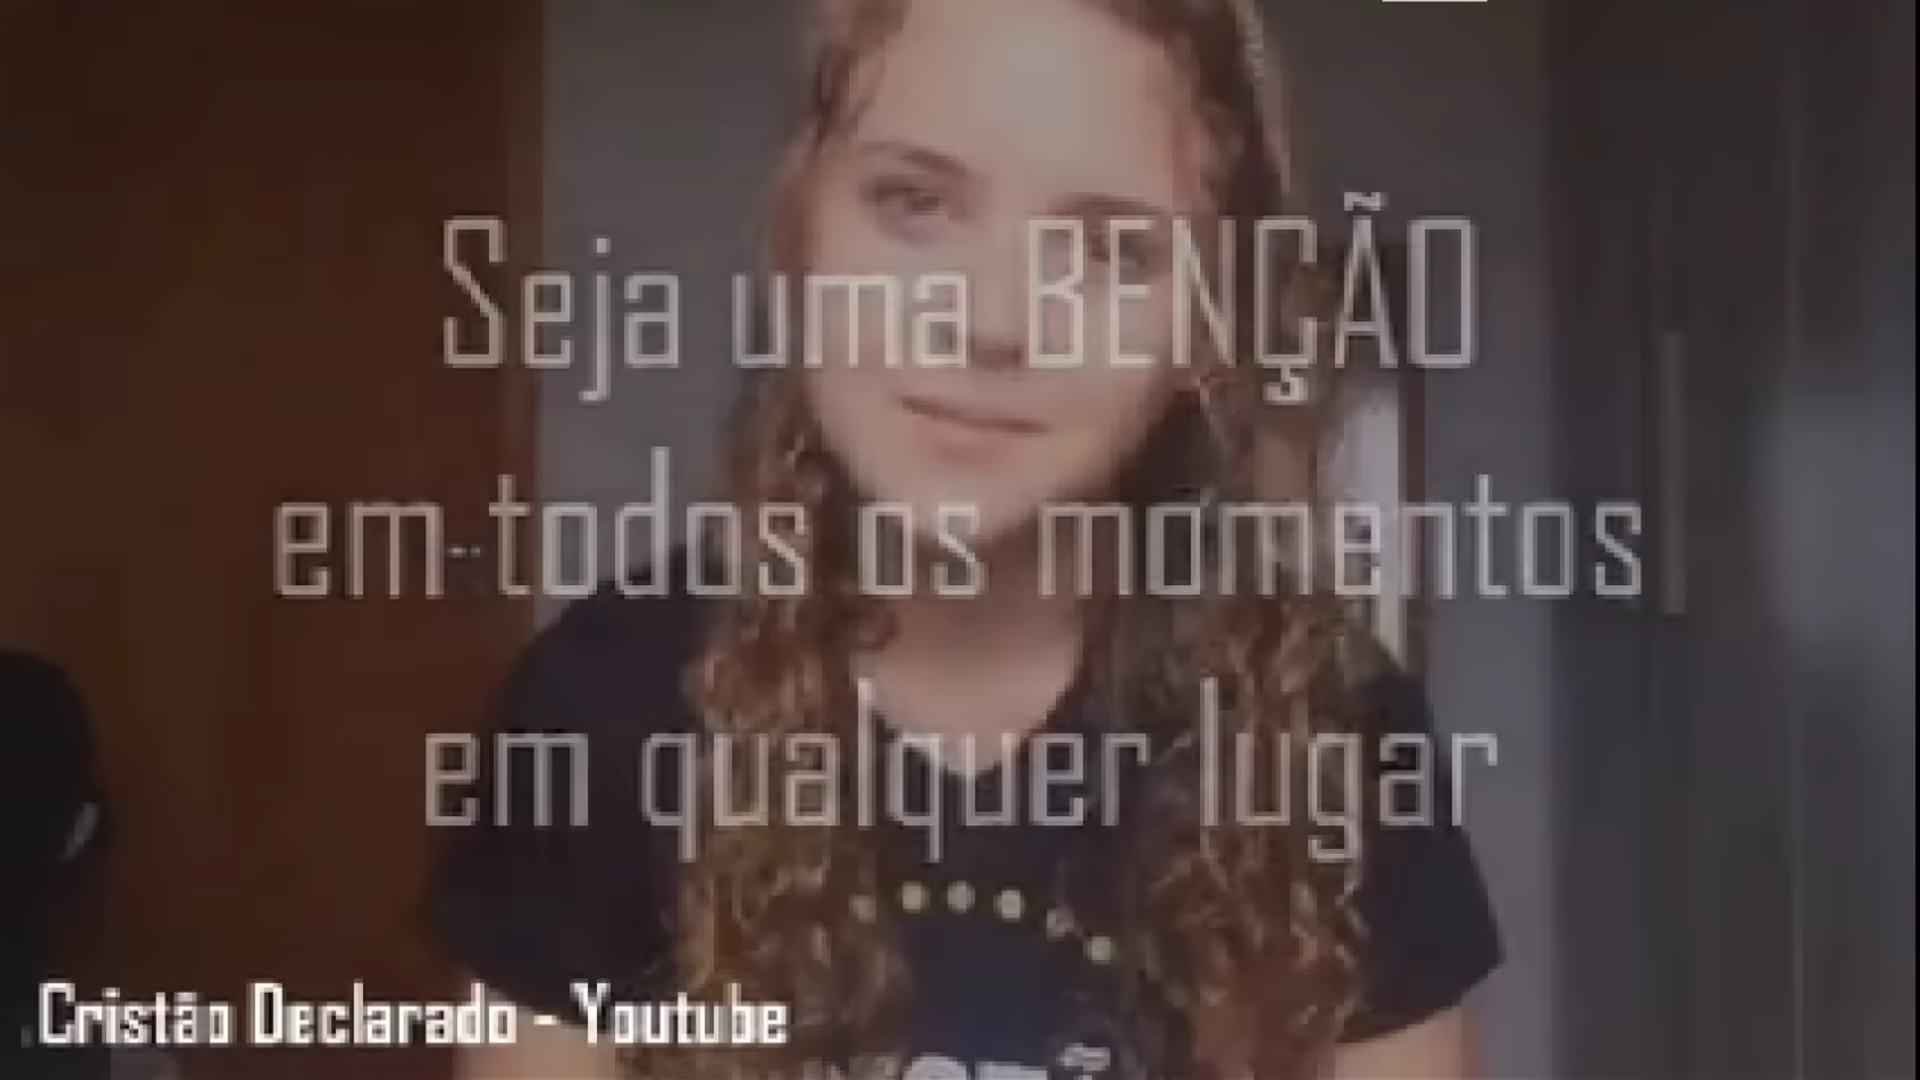 Seja uma BENÇÃO
em todos os momentos
em qualquer lugar
Cristão Declarado - Youtube